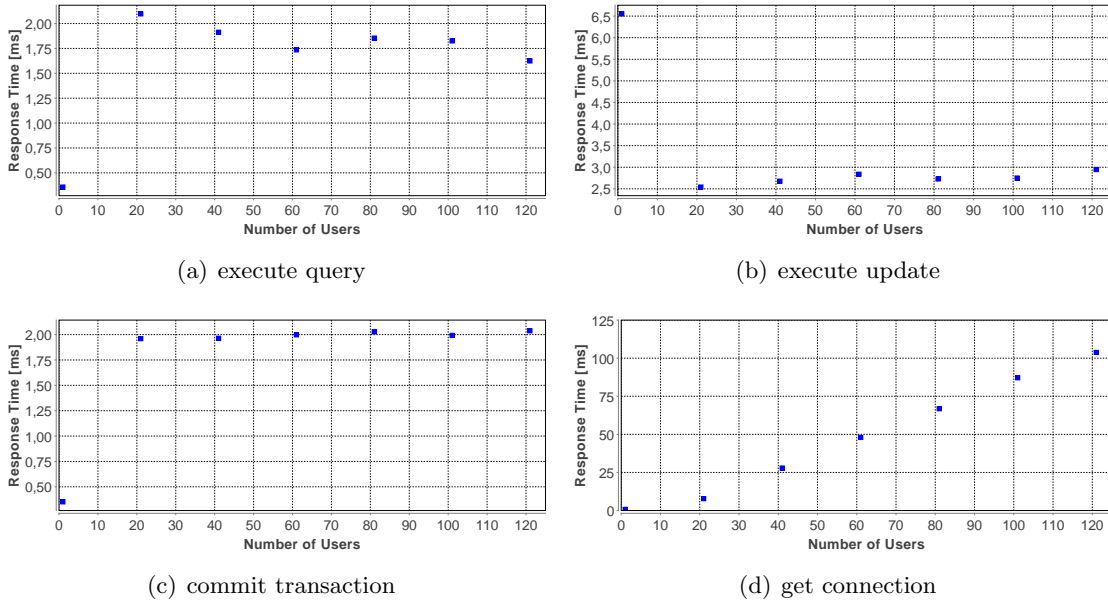 2,00
1,75
1,50
1,25
1,00
0,75
0,50
Response Time [ms]
0 10 20 30 40 50 60 70 80 90 100 110 120
Number of Users
(a) execute query
6,5
6,0
5,5
5,0
4,5
4,0
3,5
3,0
2,5
Response Time [ms]
0 10 20 30 40 50 60 70 80 90 100 110 120
Number of Users
(b) execute update
2,00
1,75
1,50
1,25
1,00
0,75
0,50
Response Time [ms]
0 10 20 30 40 50 60 70 80 90 100 110 120
Number of Users
(c) commit transaction
125
100
75
50
25
0
Response Time [ms]
0 10 20 30 40 50 60 70 80 90 100 110 120
Number of Users
(d) get connection